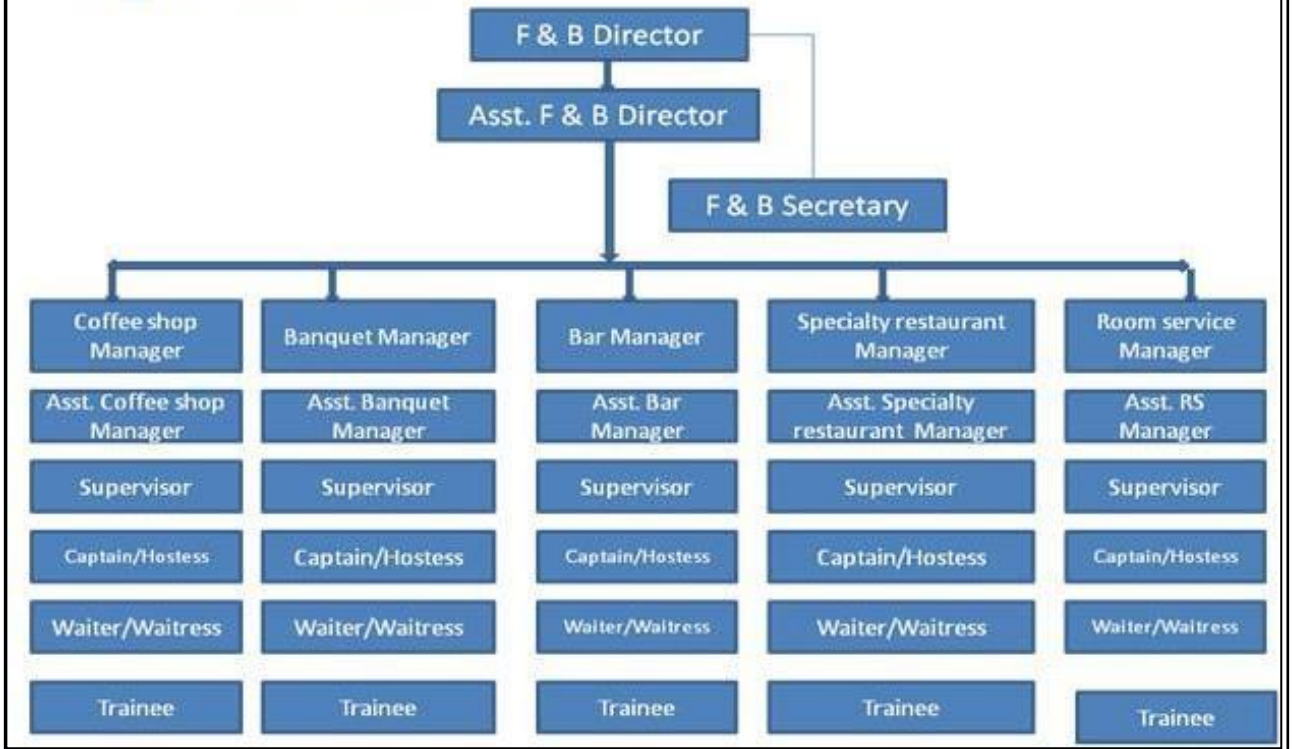 F & B Director
Asst. F & B Director
F & B Secretary
Coffee shop
Manager
Banquet Manager
Bar Manager
Specialty restaurant
Manager
Room service
Manager
Asst. Coffee shop
Manager
Asst. Banquet
Manager
Asst. Bar
Manager
Asst. Specialty
restaurant Manager
Asst. RS
Manager
Supervisor
Supervisor
Supervisor
Supervisor
Supervisor
Captain/Hostess
Captain/Hostess
Captain/Hostess
Captain/Hostess
Captain/Hostess
Waiter/Waitress
Waiter/Waitress
Waiter/Waitress
Waiter/Waitress
Waiter/Waitress
Trainee
Trainee
Trainee
Trainee
Trainee